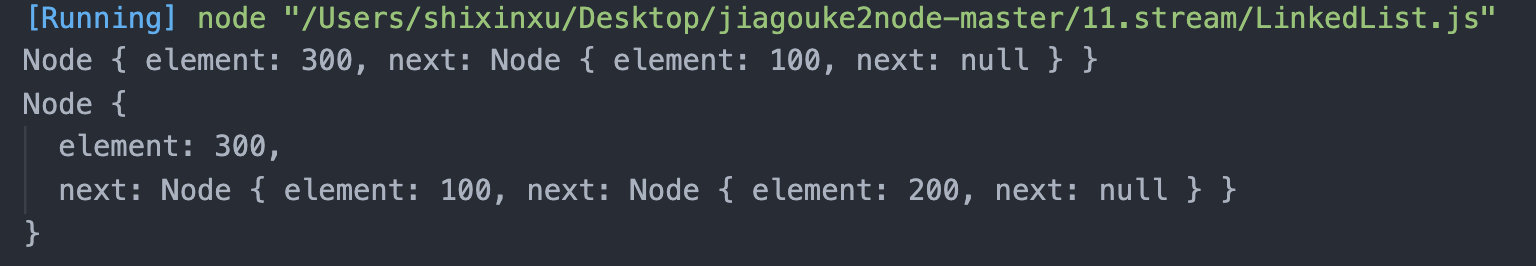 [Running] node "/Users/shixinxu/Desktop/jiagouke2node-master/11.stream/LinkedList.js"
Node { element: 300, next: Node { element: 100, next: null } }
Node {
  element: 300,
  next: Node { element: 100, next: Node { element: 200, next: null } }
}